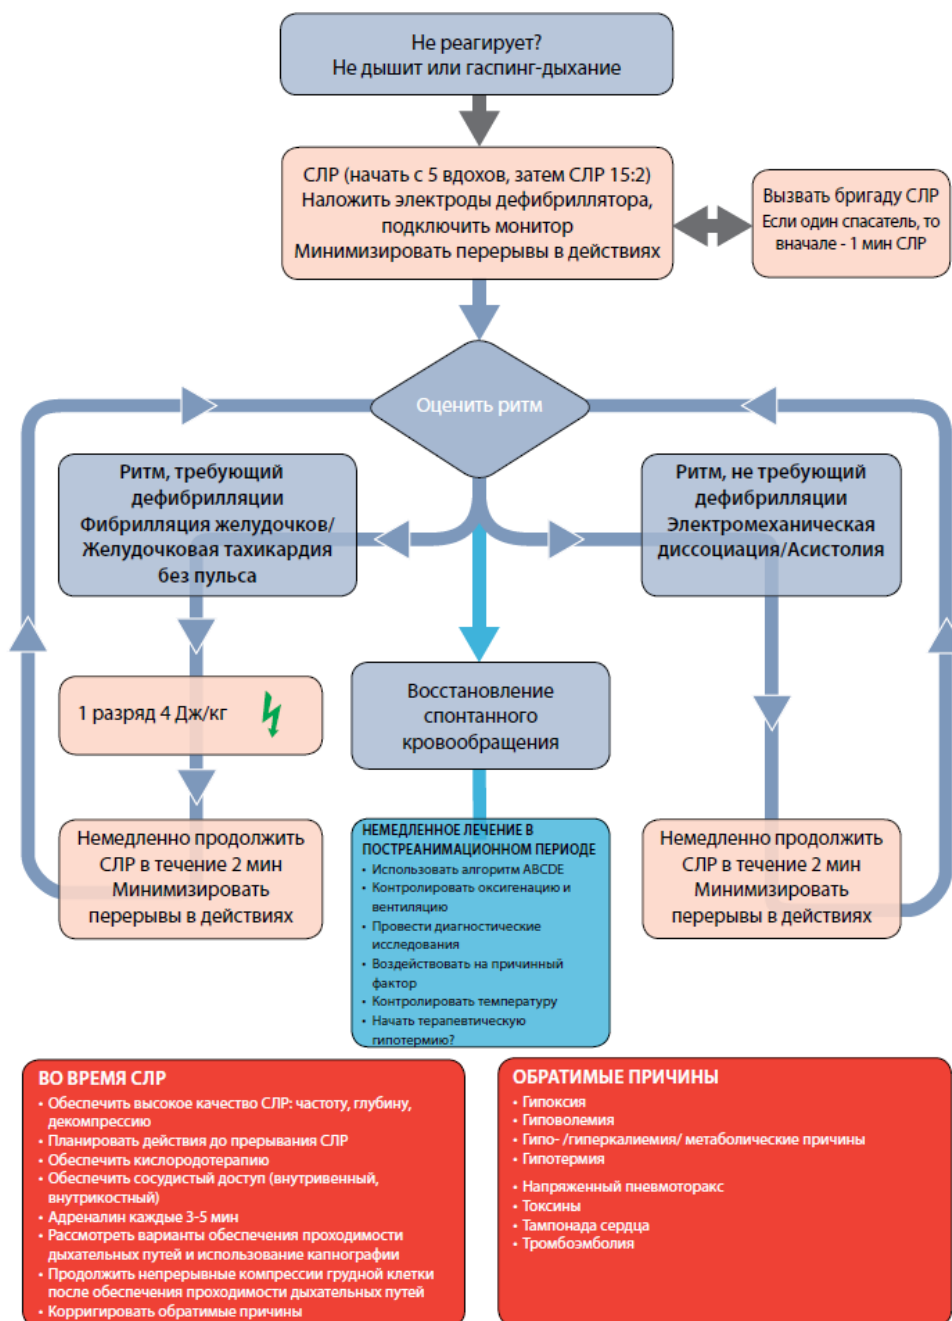 Не реагирует?
Не дышит или гаспинг-дыхание
СЛР (начать с 5 вдохов, затем СЛР 15:2)
Наложить электроды дефибриллятора,
подключить монитор
Минимизировать перерывы в действиях
Вызвать бригаду СЛР
Если один спасатель, то
вначале - 1 мин СЛР
Оценить ритм
Ритм, требующий
дефибрилляции
Фибрилляция желудочков/
Желудочковая тахикардия
без пульса
Ритм, не требующий
дефибрилляции
Электромеханическая
диссоциация/Асистолия
1 разряд 4 Дж/кг
Восстановление
спонтанного
кровообращения
Немедленно продолжить
СЛР в течение 2 мин
Минимизировать
перерывы в действиях
НЕМЕДЛЕННОЕ ЛЕЧЕНИЕ В
ПОСТРЕАНИМАЦИОННОМ ПЕРИОДЕ
• Использовать алгоритм ABCDE
• Контролировать оксигенацию и
вентиляцию
• Провести диагностические
исследования
• Воздействовать на причинный
фактор
• Контролировать температуру
• Начать терапевтическую
гипотермию?
Немедленно продолжить
СЛР в течение 2 мин
Минимизировать
перерывы в действиях
ВО ВРЕМЯ СЛР
• Обеспечить высокое качество СЛР: частоту, глубину,
декомпрессию
• Планировать действия до прерывания СЛР
• Обеспечить кислородотерапию
• Обеспечить сосудистый доступ (внутривенный,
внутрикостный)
• Адреналин каждые 3-5 мин
• Рассмотреть варианты обеспечения проходимости
дыхательных путей и использование капнографии
• Продолжить непрерывные компрессии грудной клетки
после обеспечения проходимости дыхательных путей
• Корригировать обратимые причины
ОБРАТИМЫЕ ПРИЧИНЫ
• Гипоксия
• Гиповолемия
• Гипо- /гиперкалиемия/ метаболические причины
• Гипотермия
• Напряженный пневмоторакс
• Токсины
• Тампонада сердца
• Тромбоэмболия